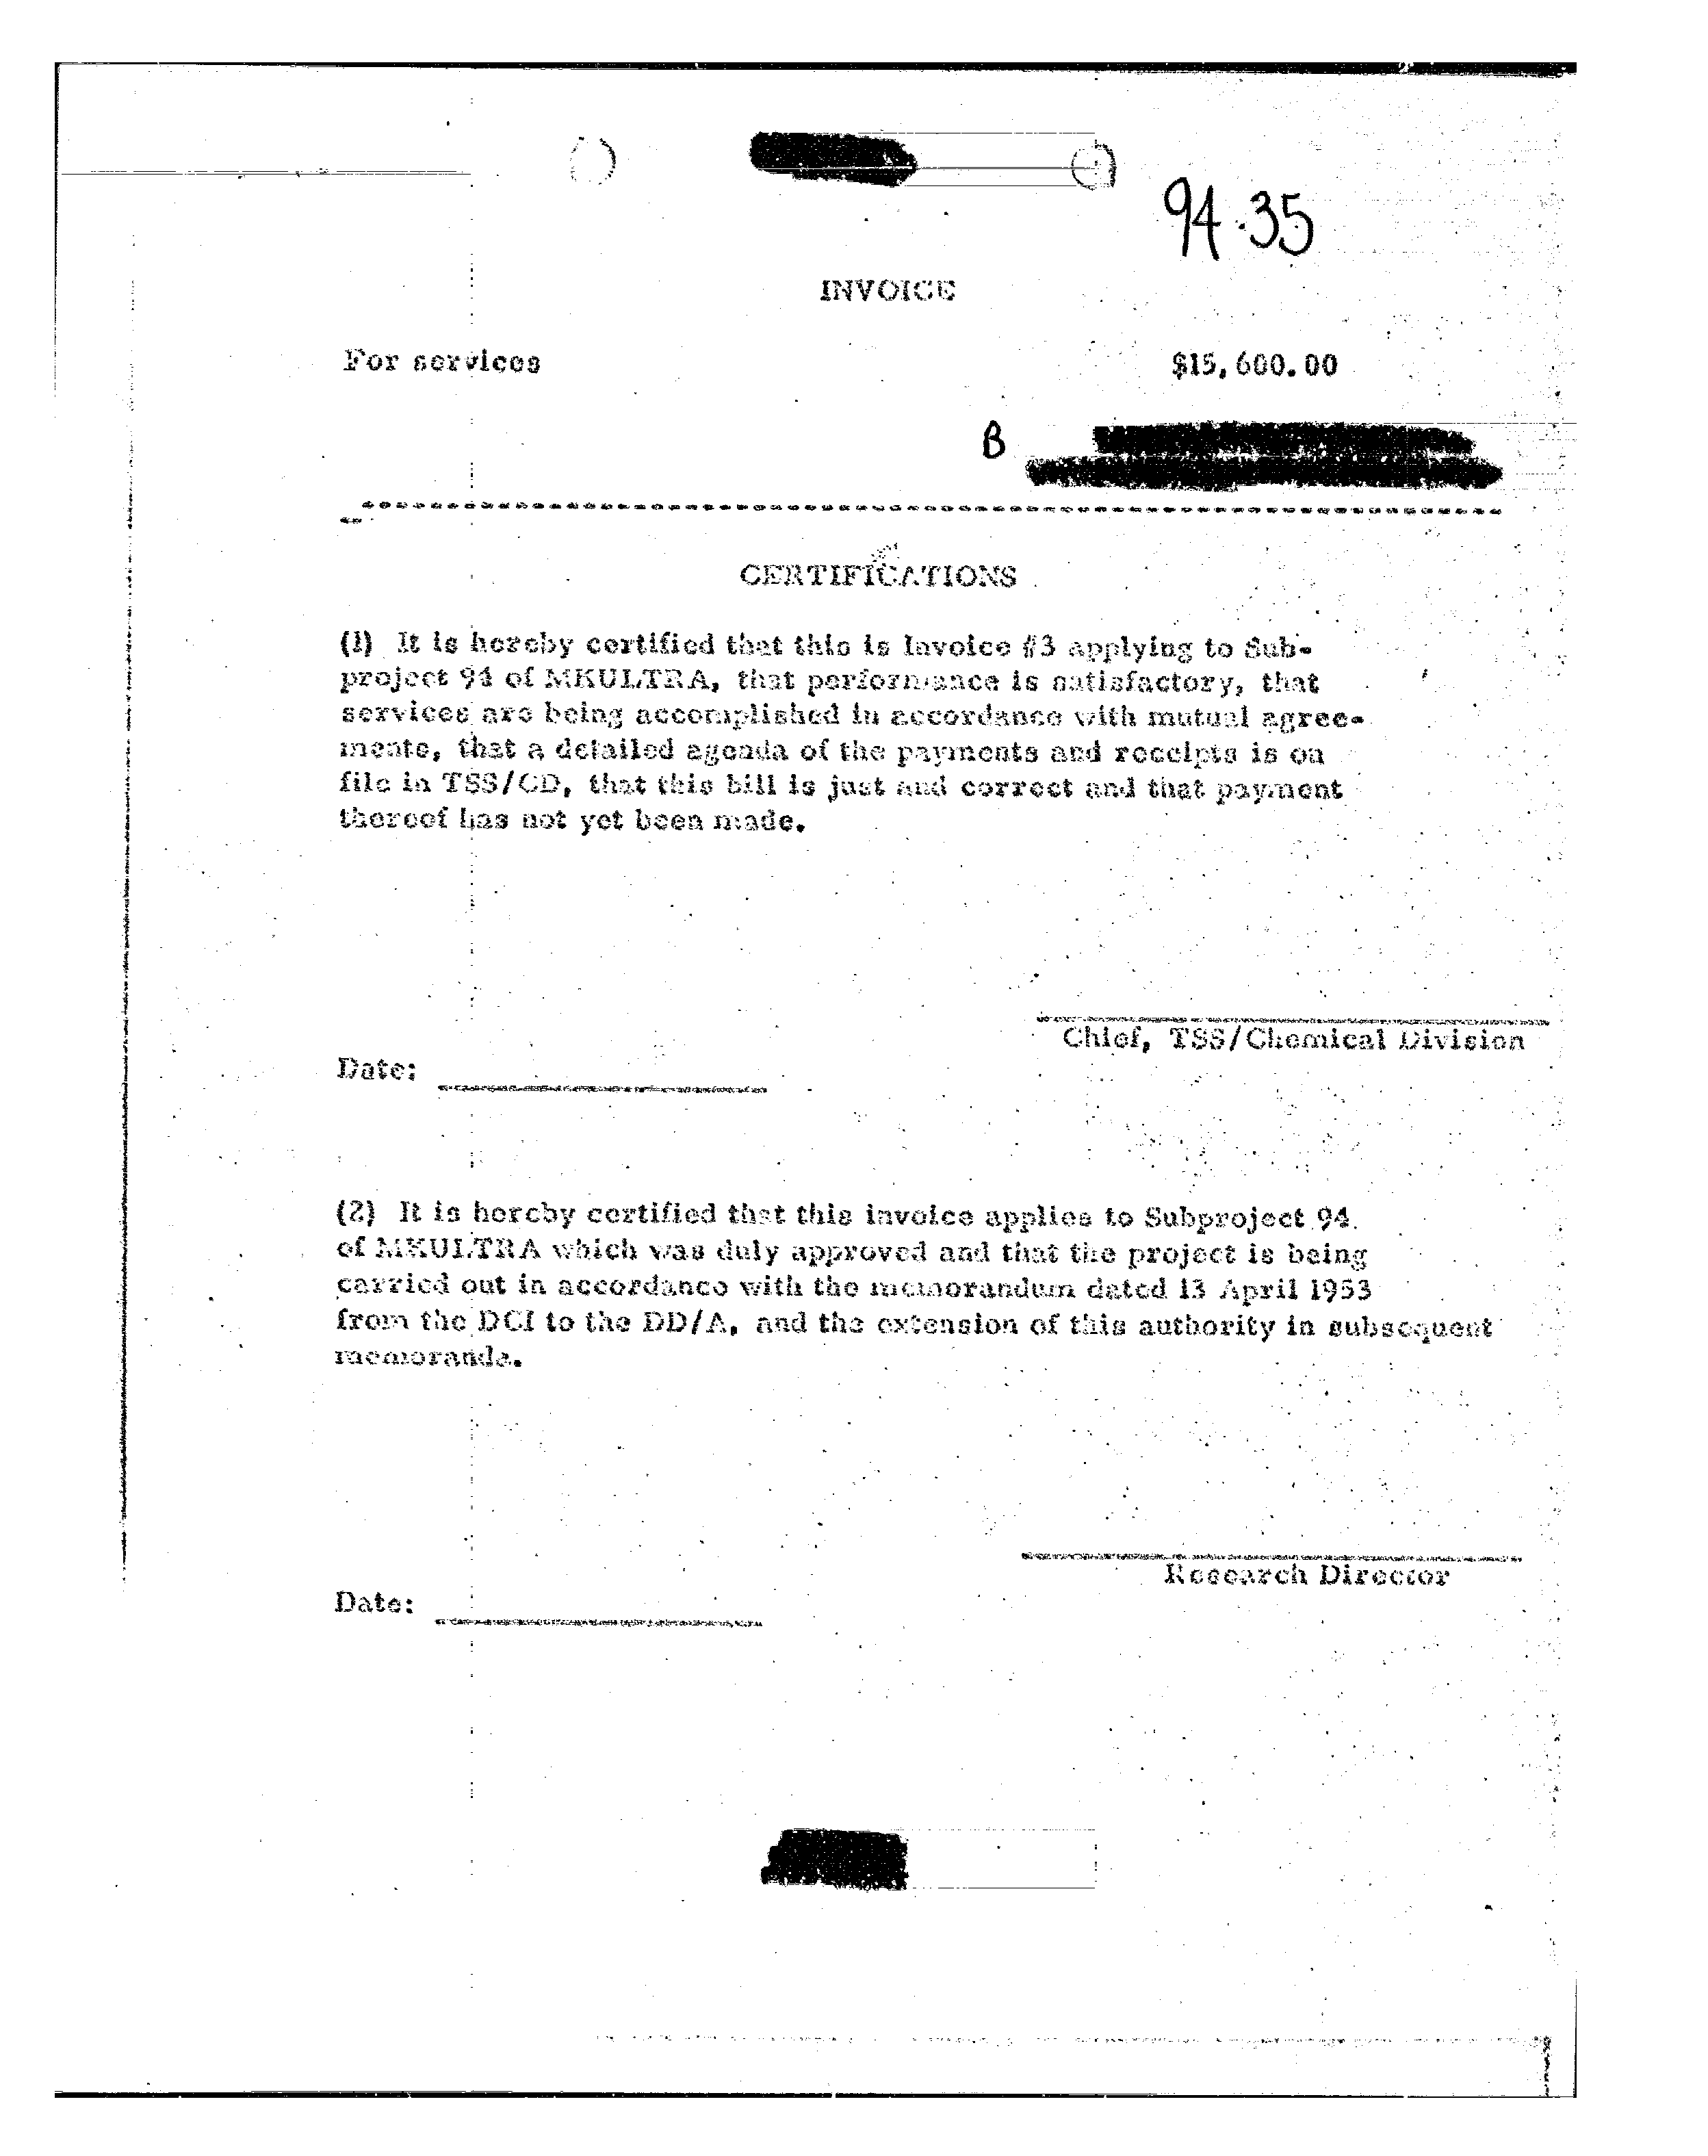 94-35
INVOICE
For services $15,600.00
B
CERTIFICATIONS
(1) It is hereby certified that this is Invoice #3 applying to Sub-
project 94 of MKULTRA, that performance is satisfactory, that
services are being accomplished in accordance with mutual agree-
ments, that a detailed agenda of the payments and receipts is on
file in TSS/CD, that this bill is just and correct and that payment
thereof has not yet been made.
Chief, TSS/Chemical Division
Date:
(2) It is hereby certified that this invoice applies to Subproject 94
of MKULTRA which was duly approved and that the project is being
carried out in accordance with the memorandum dated 13 April 1953
from the DCI to the DD/A, and the extension of this authority in subsequent
memoranda.
Research Director
Date: